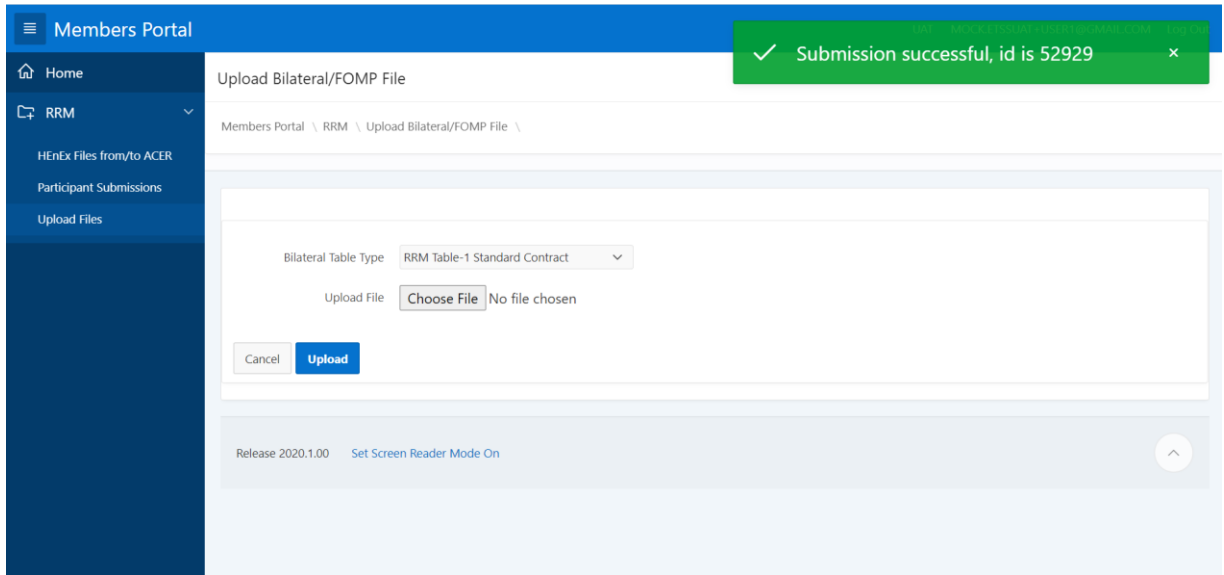 Members Portal
Submission successful, id is 52929
Home
Upload Bilateral/FOMP File
RRM
Members Portal \ RRM \ Upload Bilateral/FOMP File \
HEnEx Files from/to ACER
Participant Submissions
Upload Files
Bilateral Table Type RRM Table-1 Standard Contract
Upload File Choose File No file chosen
Cancel Upload
Release 2020.1.00 Set Screen Reader Mode On